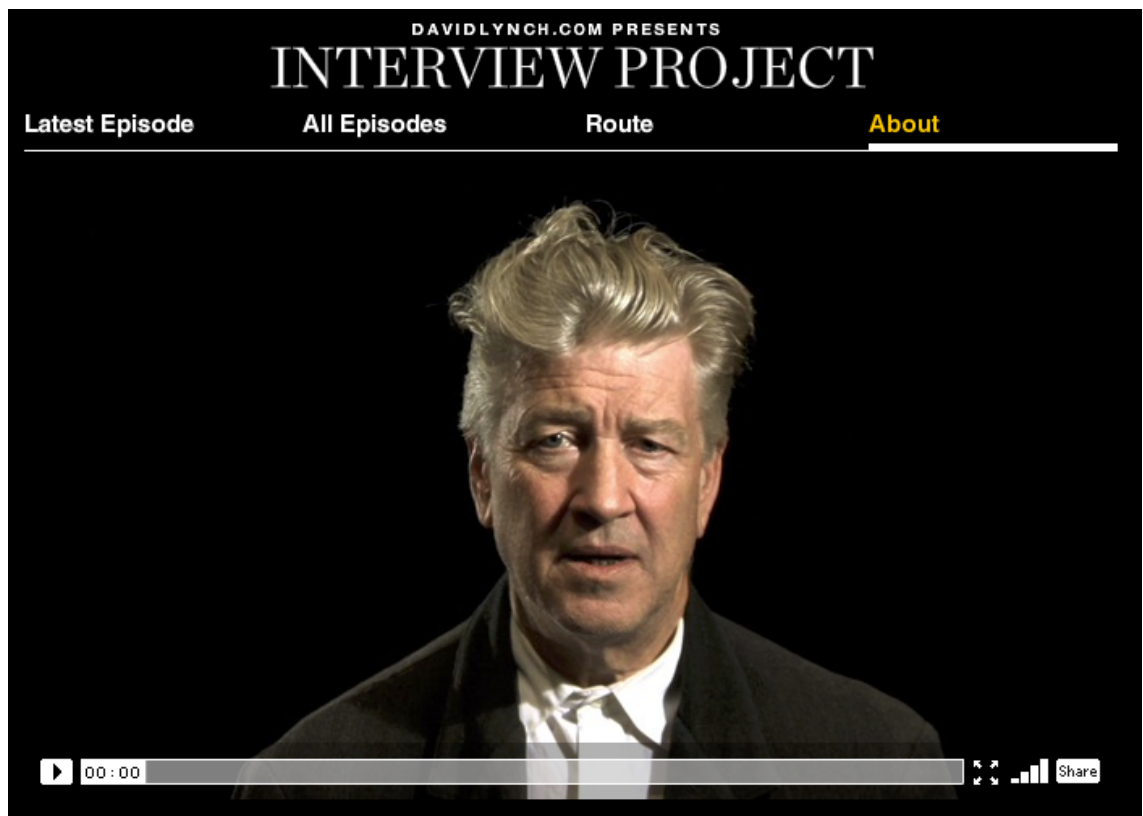 DAVIDLYNCH.COM PRESENTS
INTERVIEW PROJECT
Latest Episode All Episodes Route About
00:00 Share